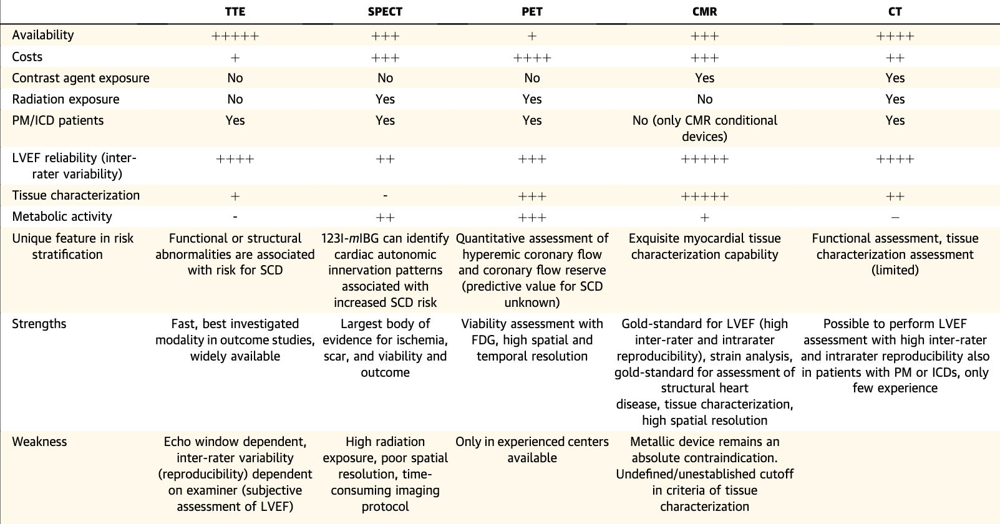 TTE SPECT PET CMR CT
Availability +++++ +++ + +++ ++++
Costs + +++ ++++ +++ ++
Contrast agent exposure No No No Yes Yes
Radiation exposure No Yes Yes No Yes
PM/ICD patients Yes Yes Yes No (only CMR conditional Yes
devices)
LVEF reliability (inter- ++++ ++ +++ +++++ ++++
rater variability)
Tissue characterization + - +++ +++++ ++
Metabolic activity - ++ +++ + −
Unique feature in risk Functional or structural 123I-mIBG can identify Quantitative assessment of Exquisite myocardial tissue Functional assessment, tissue
stratification abnormalities are associated cardiac autonomic hyperemic coronary flow characterization capability characterization assessment
with risk for SCD innervation patterns and coronary flow reserve (limited)
associated with (predictive value for SCD
increased SCD risk unknown)
Strengths Fast, best investigated Largest body of Viability assessment with Gold-standard for LVEF (high Possible to perform LVEF
modality in outcome studies, evidence for ischemia, FDG, high spatial and inter-rater and intrarater assessment with high inter-rater
widely available scar, and viability and temporal resolution reproducibility), strain analysis, and intrarater reproducibility also
outcome gold-standard for assessment of in patients with PM or ICDs, only
structural heart few experience
disease, tissue characterization,
high spatial resolution
Weakness Echo window dependent, High radiation Only in experienced centers Metallic device remains an
inter-rater variability exposure, poor spatial available absolute contraindication.
(reproducibility) dependent resolution, time- Undefined/unestablished cutoff
on examiner (subjective consuming imaging in criteria of tissue
assessment of LVEF) protocol characterization